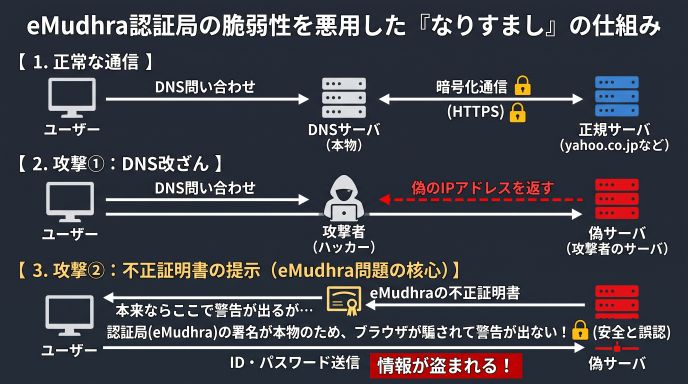 eMudhra認証局の脆弱性を悪用した『なりすまし』の仕組み
【 1. 正常な通信 】
DNS問い合わせ
暗号化通信
(HTTPS)
ユーザー
DNSサーバ
(本物)
正規サーバ
(yahoo.co.jpなど)
【 2. 攻撃①：DNS改ざん 】
DNS問い合わせ
偽のIPアドレスを返す
ユーザー
攻撃者
(ハッカー)
偽サーバ
(攻撃者のサーバ)
【 3. 攻撃②：不正証明書の提示（eMudhra問題の核心）】
eMudhraの不正証明書
本来ならここで警告が出るが…
認証局(eMudhra)の署名が本物のため、ブラウザが騙されて警告が出ない！ (安全と誤認)
ユーザー
ID・パスワード送信
情報が盗まれる！
偽サーバ